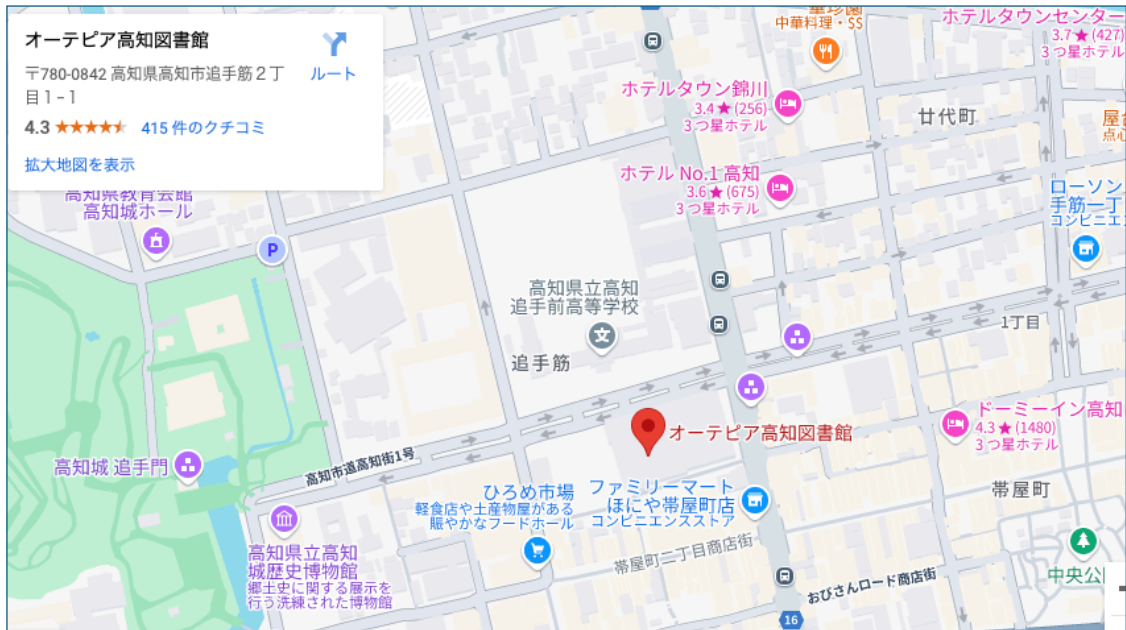 オーテピア高知図書館
〒780-0842 高知県高知市追手筋２丁
目１−１
ルート
4.3 ★★★★★ 415 件のクチコミ
拡大地図を表示
中華料理・$$
ホテルタウンセンター
3.7★(427)
3 つ星ホテル
ホテルタウン錦川
3.4★(256)
3 つ星ホテル
廿代町
ホテル No.1 高知
3.6★(675)
3 つ星ホテル
ローソン
手筋一丁
コンビニエンス
高知県教育会館
高知城ホール
P
高知県立高知
追手前高等学校
文
追手筋
1丁目
オーテピア高知図書館
ドーミーイン高知
4.3★(1480)
3 つ星ホテル
高知城 追手門
高知市道高知街1号
ひろめ市場
軽食店や土産物屋がある
賑やかなフードホール
ファミリーマート
ほにや帯屋町店
コンビニエンスストア
帯屋町
高知県立高知
城歴史博物館
郷土史に関する展示を
行う洗練された博物館
帯屋町二丁目商店街
おびさんロード商店街
中央公
16